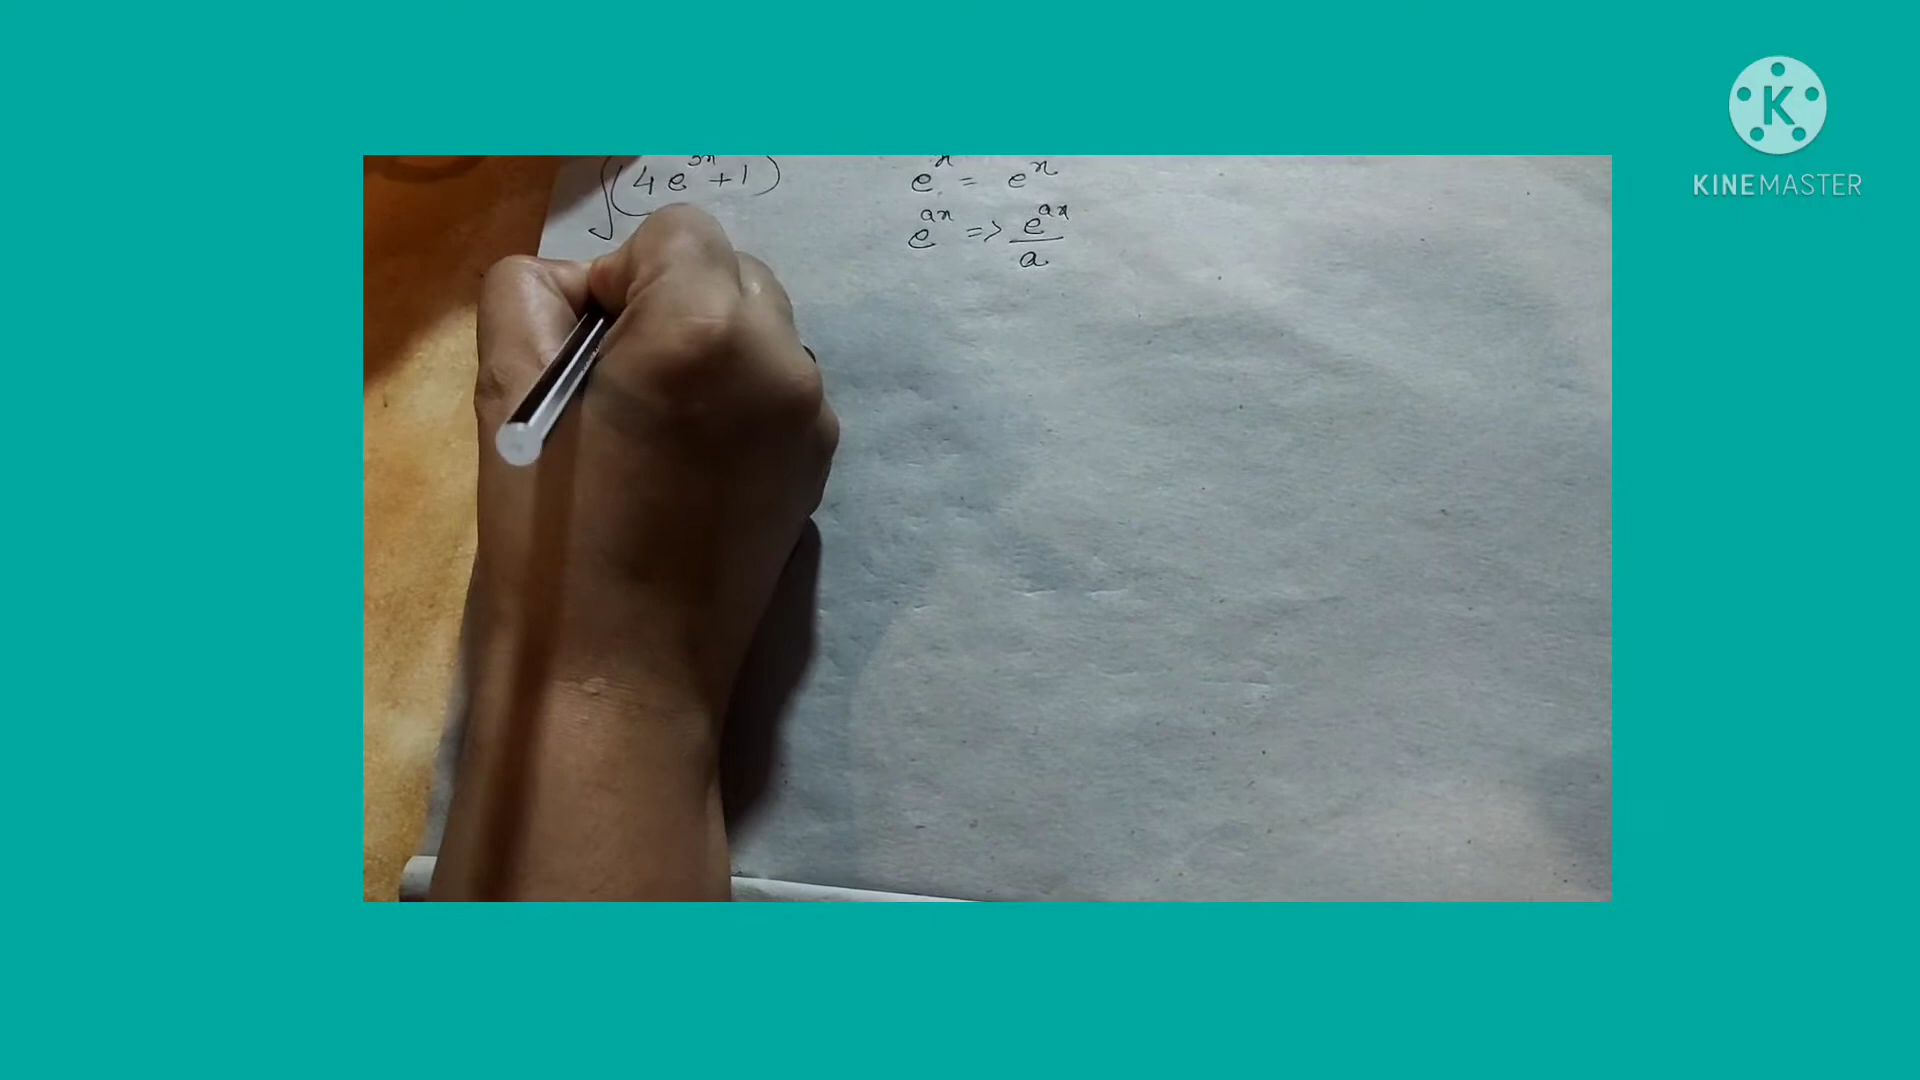 ∫(4e^{3x}+1)
e^x = e^x
e^{ax} => e^{ax}/a
K
KINEMASTER